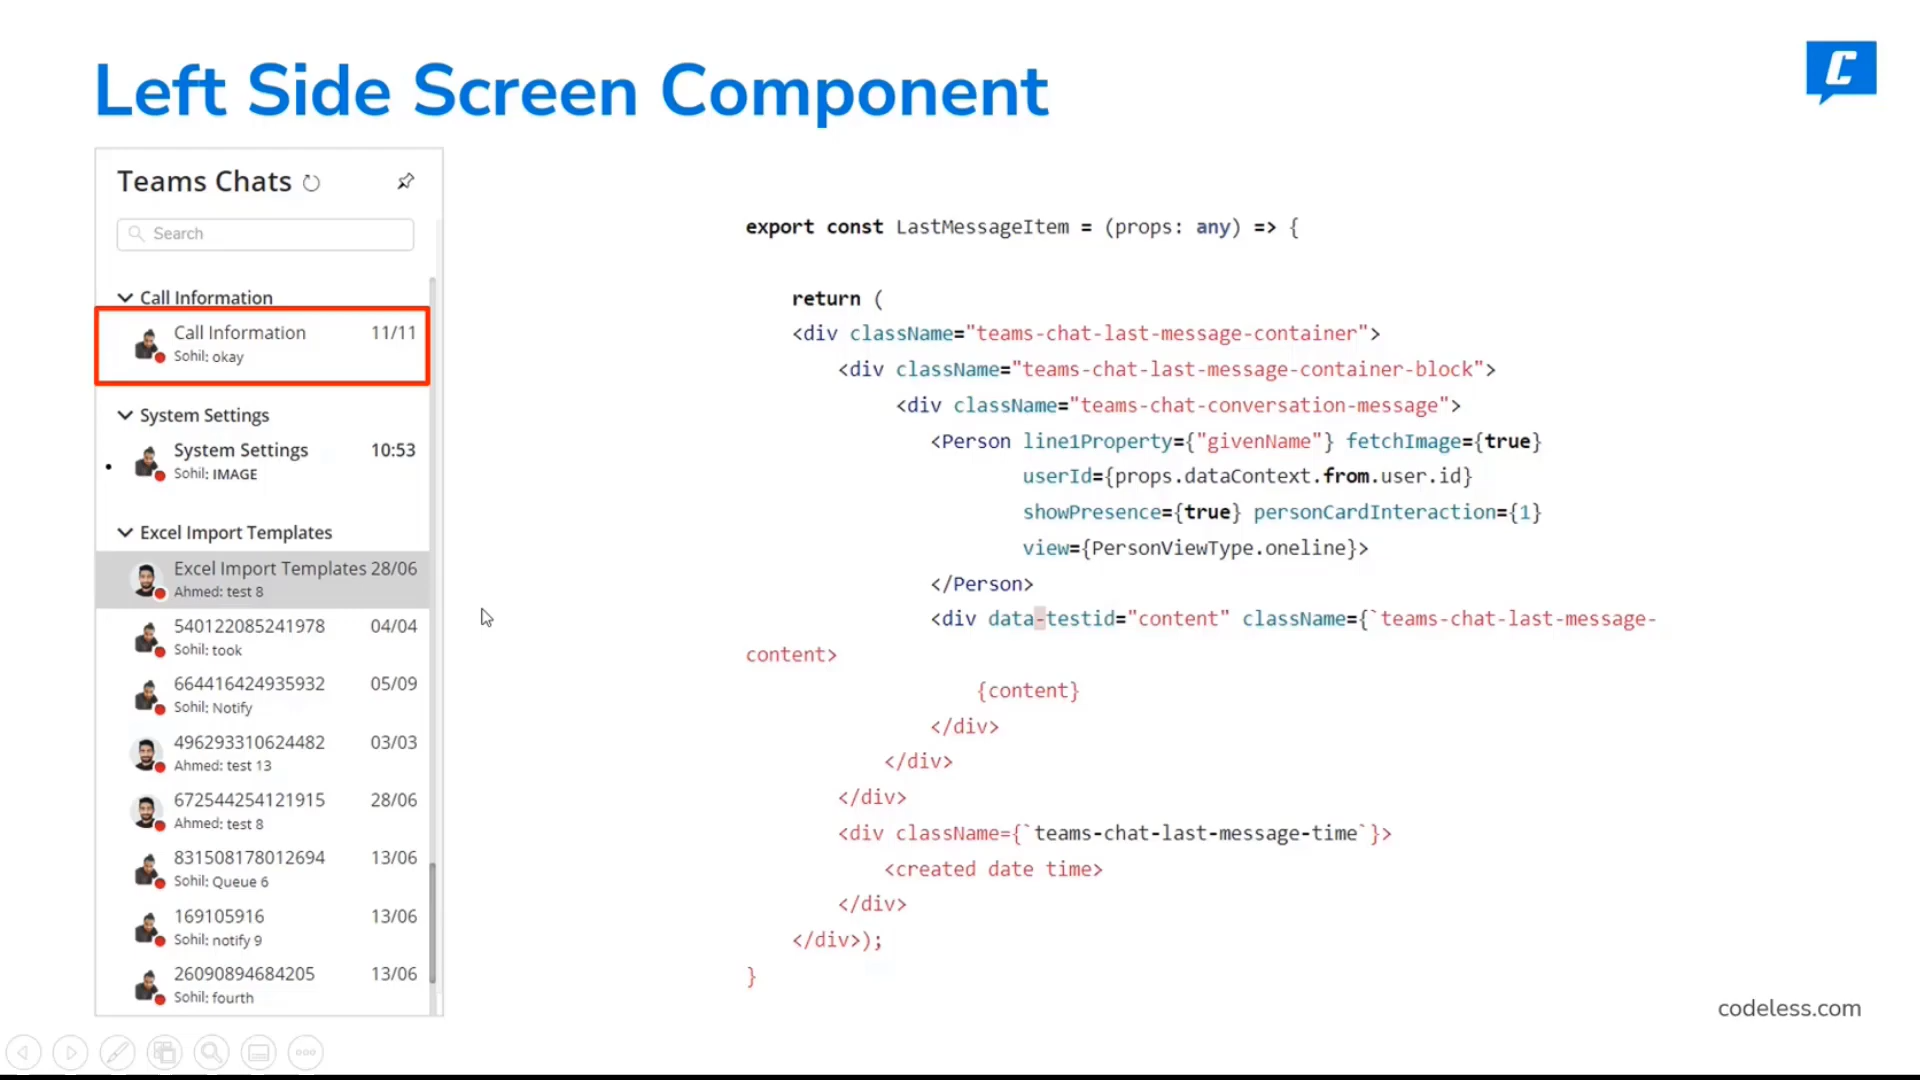 Left Side Screen Component
C
Teams Chats
Search
Call Information
Call Information 11/11
Sohil: okay
System Settings
System Settings 10:53
Sohil: IMAGE
Excel Import Templates
Excel Import Templates 28/06
Ahmed: test 8
540122085241978 04/04
Sohil: took
664416424935932 05/09
Sohil: Notify
496293310624482 03/03
Ahmed: test 13
672544254121915 28/06
Ahmed: test 8
831508178012694 13/06
Sohil: Queue 6
169105916 13/06
Sohil: notify 9
26090894684205 13/06
Sohil: fourth
export const LastMessageItem = (props: any) => {
return (
<div className="teams-chat-last-message-container">
<div className="teams-chat-last-message-container-block">
<div className="teams-chat-conversation-message">
<Person line1Property={"givenName"} fetchImage={true}
userId={props.dataContext.from.user.id}
showPresence={true} personCardInteraction={1}
view={PersonViewType.oneline}>
</Person>
<div data-testid="content" className={`teams-chat-last-message-
content>
{content}
</div>
</div>
</div>
<div className={`teams-chat-last-message-time`}>
<created date time>
</div>
</div>);
}
codeless.com